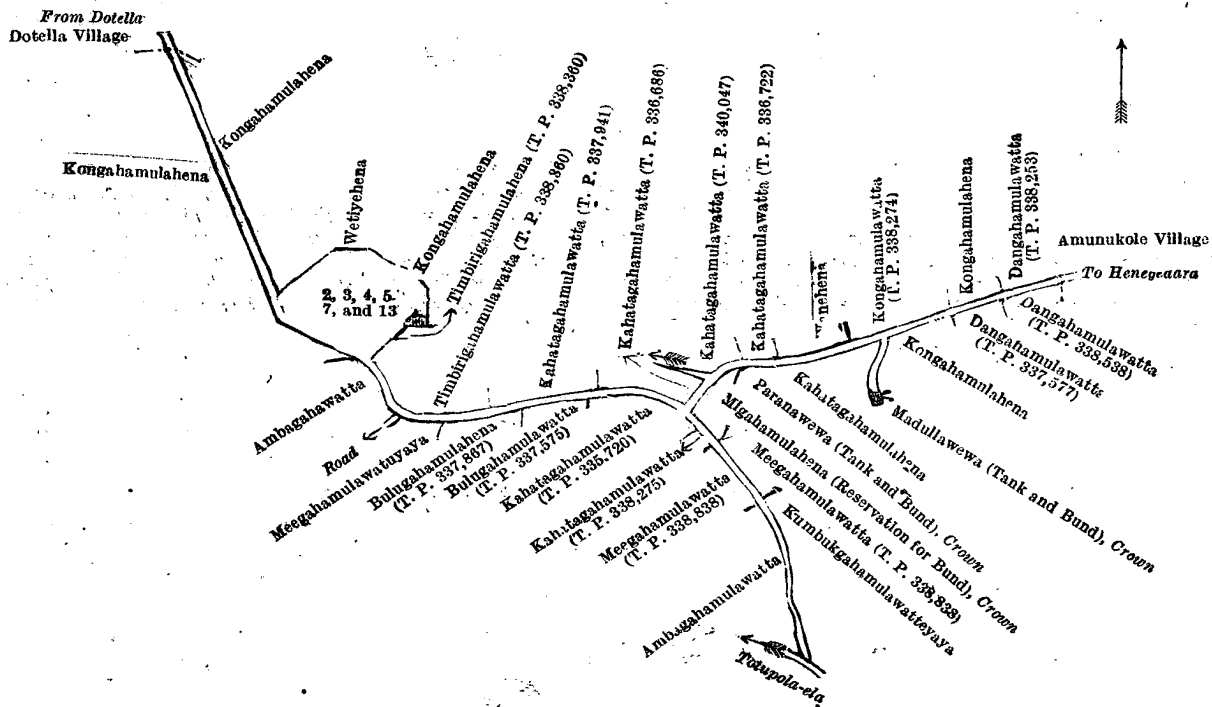 From Dotella
Dotella Village
Kongahamulahena
Kongahamulahena
Wetiyehena
2, 3, 4, 5
7, and 13
Kongahamulahena
Timbirigahamulahena (T. P. 338,360)
Timbirigahamulawatta (T. P. 338,360)
Kahatagahamulawatta (T. P. 337,941)
Kahatagahamulawatta (T. P. 336,686)
Kahatagahamulawatta (T. P. 340,047)
Kahatagahamulawatta (T. P. 336,722)
Kongahamulawatta
(T. P. 338,274)
Kongahamulahena
Dangahamulawatta
(T. P. 338,253)
Amunukole Village
To
Dangahamulawatta
(T. P. 338,538)
Dangahamulawatta
(T. P. 337,577)
Kongahamulahena
Madullawewa (Tank and Bund), Crown
Kahatagahamulahena
Paranawewa (Tank and Bund), Crown
Migahamulahena (Reservation for Bund), Crown
Meegahamulawatta (T. P. 338,838)
Kumbukgahamulawatteyaya
Ambagahawatta
Road
Meegahamulawatuyaya
Bulugahamulahena
(T. P. 337,867)
Bulugahamulawatta
(T. P. 337,575)
Kahatagahamulawatta
(T. P. 335,720)
Kahatagahamulawatta
(T. P. 338,275)
Meegahamulawatta
(T. P. 338,838)
Ambagahamulawatta
Totupola-ela